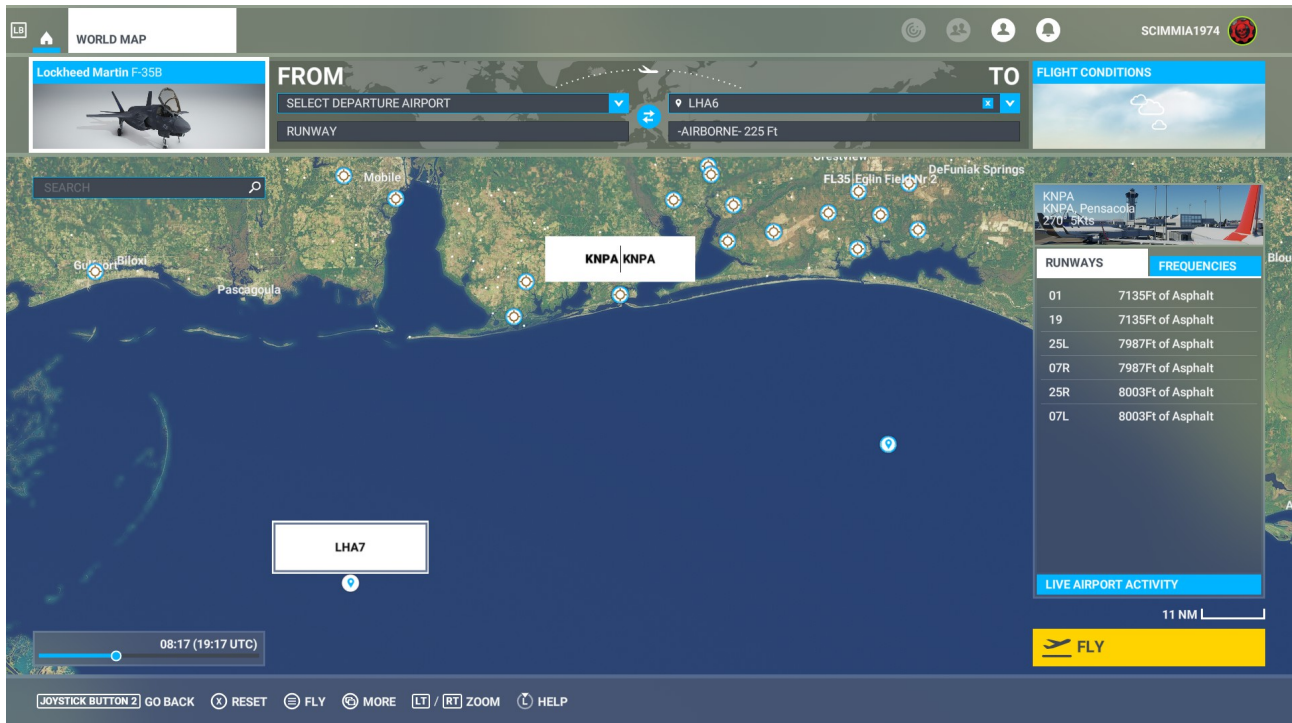 LB
WORLD MAP
SCIMMIA1974
Lockheed Martin F-35B
FROM
TO
SELECT DEPARTURE AIRPORT
LHA6
x
RUNWAY
-AIRBORNE- 225 Ft
FLIGHT CONDITIONS
SEARCH
Mobile
Crestview
FL35 Eglin Field Nr 2
DeFuniak Springs
KNPA KNPA
Gulfport
Biloxi
Pascagoula
Blou
KNPA
KNPA, Pensacola
270° 5Kts
RUNWAYS
FREQUENCIES
01 7135Ft of Asphalt
19 7135Ft of Asphalt
25L 7987Ft of Asphalt
07R 7987Ft of Asphalt
25R 8003Ft of Asphalt
07L 8003Ft of Asphalt
LHA7
A
LIVE AIRPORT ACTIVITY
11 NM
08:17 (19:17 UTC)
FLY
JOYSTICK BUTTON 2 GO BACK X RESET FLY MORE LT / RT ZOOM L HELP